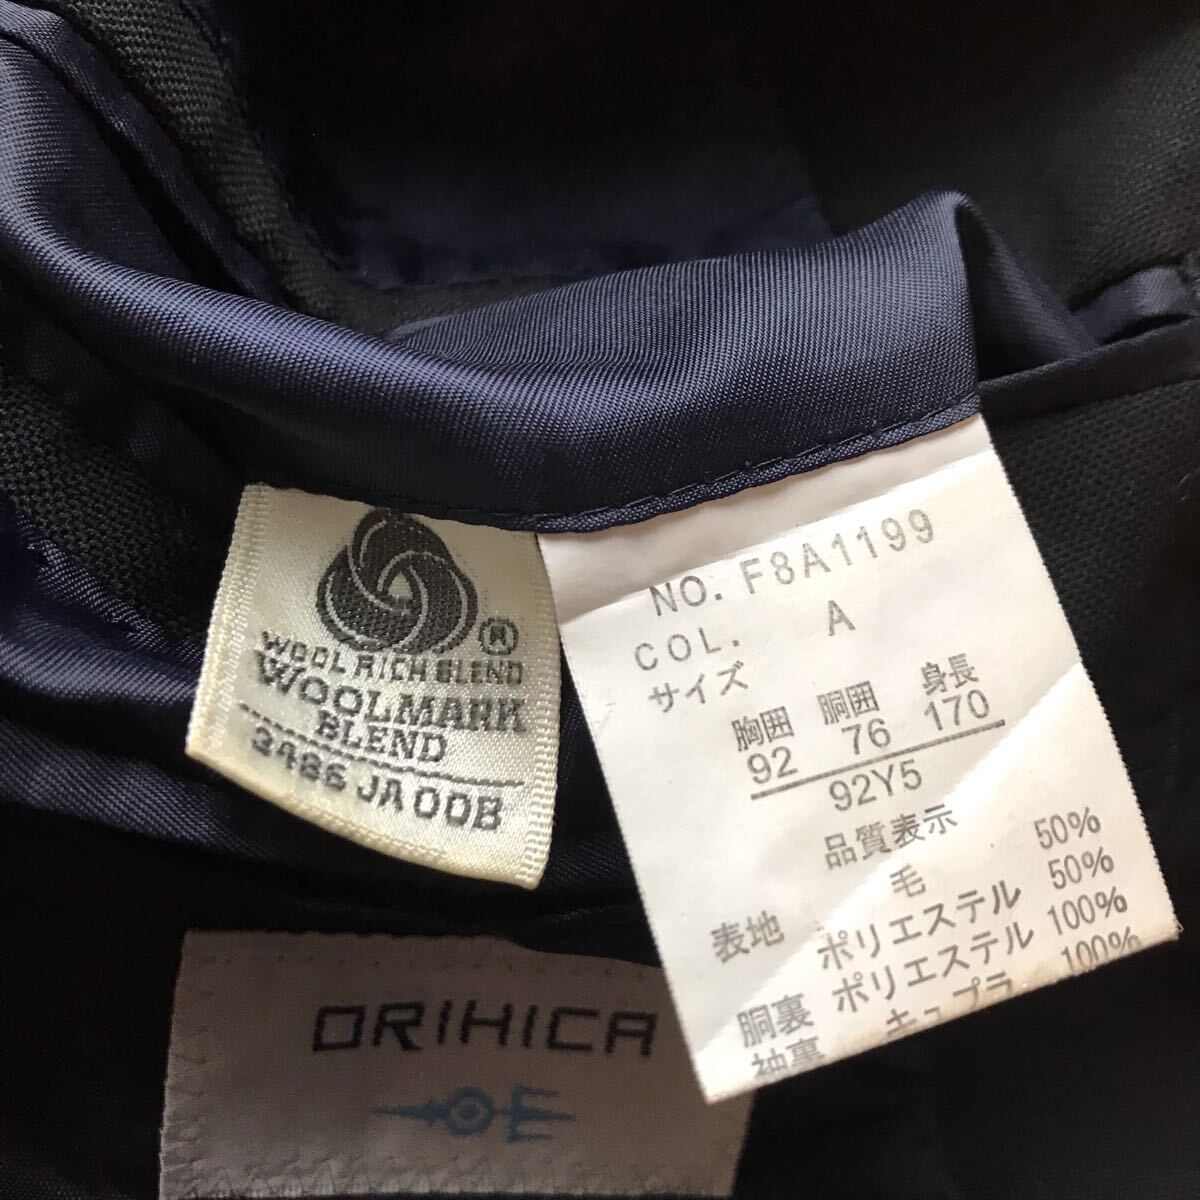 ®
WOOL RICH BLEND
WOOLMARK
BLEND
3486 JA 00B
NO. F8A1199
COL. A
サイズ
胸囲 胴囲 身長
92 76 170
92Y5
品質表示
表地 毛 50%
ポリエステル 50%
胴裏 ポリエステル 100%
袖裏 キュプラ 100%
ORIHICA